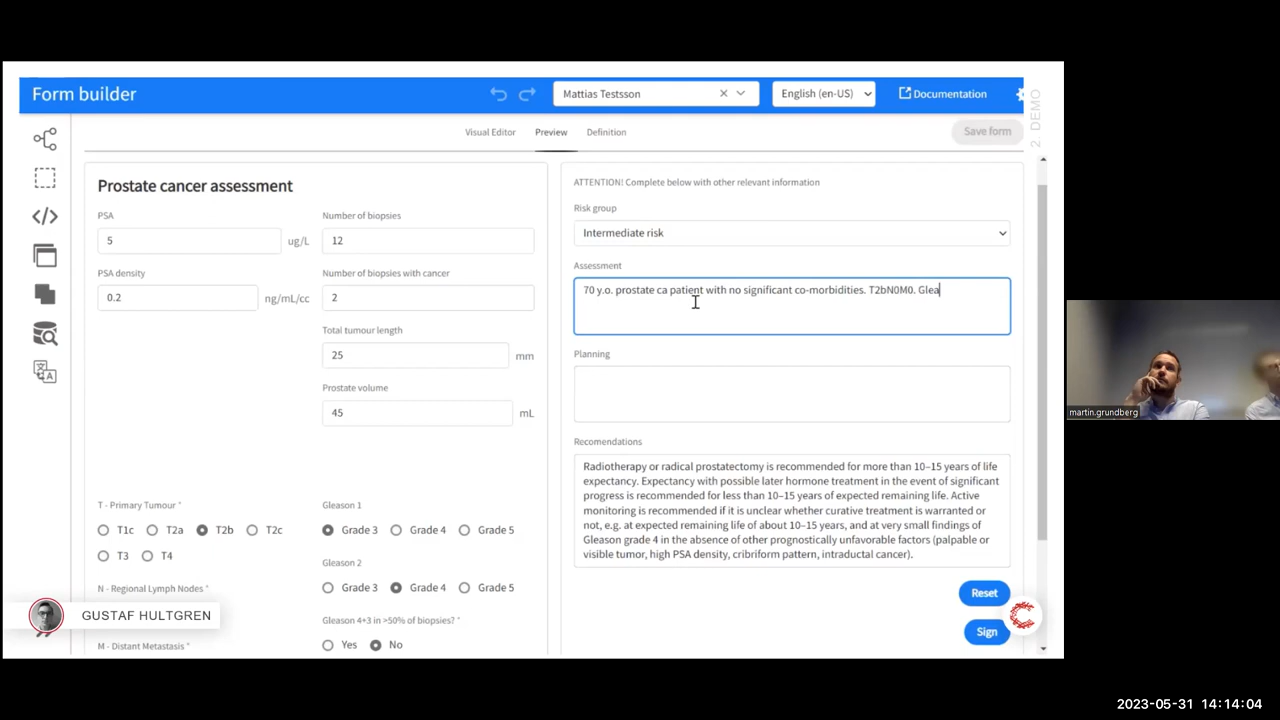 Form builder
Mattias Testsson
English (en-US)
Documentation
2. DEMO
Visual Editor
Preview
Definition
Save form
Prostate cancer assessment
PSA
5
ug/L
PSA density
0.2
ng/mL/cc
Number of biopsies
12
Number of biopsies with cancer
2
Total tumour length
25
mm
Prostate volume
45
mL
T - Primary Tumour *
T1c T2a T2b T2c
T3 T4
N - Regional Lymph Nodes *
M - Distant Metastasis *
Gleason 1
Grade 3 Grade 4 Grade 5
Gleason 2
Grade 3 Grade 4 Grade 5
Gleason 4+3 in >50% of biopsies? *
Yes No
ATTENTION! Complete below with other relevant information
Risk group
Intermediate risk
Assessment
70 y.o. prostate ca patient with no significant co-morbidities. T2bN0M0. Glea
Planning
Recomendations
Radiotherapy or radical prostatectomy is recommended for more than 10–15 years of life
expectancy. Expectancy with possible later hormone treatment in the event of significant
progress is recommended for less than 10–15 years of expected remaining life. Active
monitoring is recommended if it is unclear whether curative treatment is warranted or
not, e.g. at expected remaining life of about 10–15 years, and at very small findings of
Gleason grade 4 in the absence of other prognostically unfavorable factors (palpable or
visible tumor, high PSA density, cribriform pattern, intraductal cancer).
Reset
Sign
GUSTAF HULTGREN
martin.grundberg
2023-05-31 14:14:04